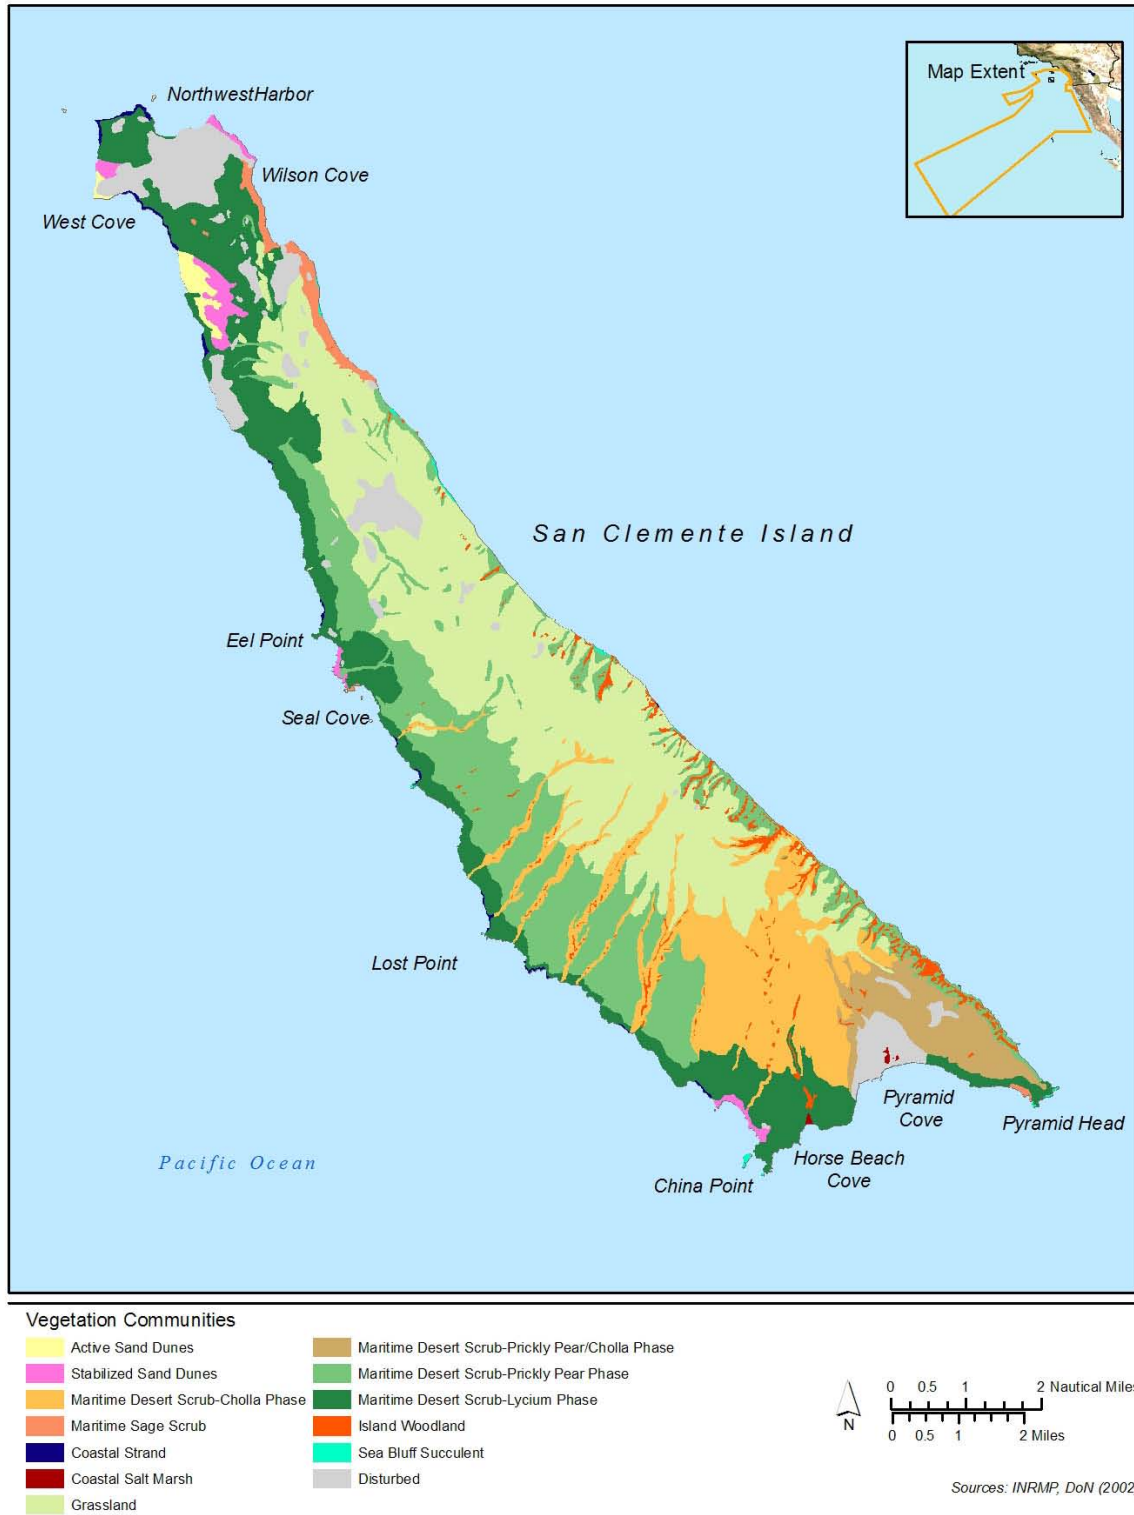 Map Extent
NorthwestHarbor
Wilson Cove
West Cove
San Clemente Island
Eel Point
Seal Cove
Lost Point
Pyramid
Cove
Pyramid Head
Horse Beach
Cove
China Point
Pacific Ocean
Vegetation Communities
Active Sand Dunes
Stabilized Sand Dunes
Maritime Desert Scrub-Cholla Phase
Maritime Sage Scrub
Coastal Strand
Coastal Salt Marsh
Grassland
Maritime Desert Scrub-Prickly Pear/Cholla Phase
Maritime Desert Scrub-Prickly Pear Phase
Maritime Desert Scrub-Lycium Phase
Island Woodland
Sea Bluff Succulent
Disturbed
N
0 0.5 1 2 Nautical Miles
0 0.5 1 2 Miles
Sources: INRMP, DoN (2002